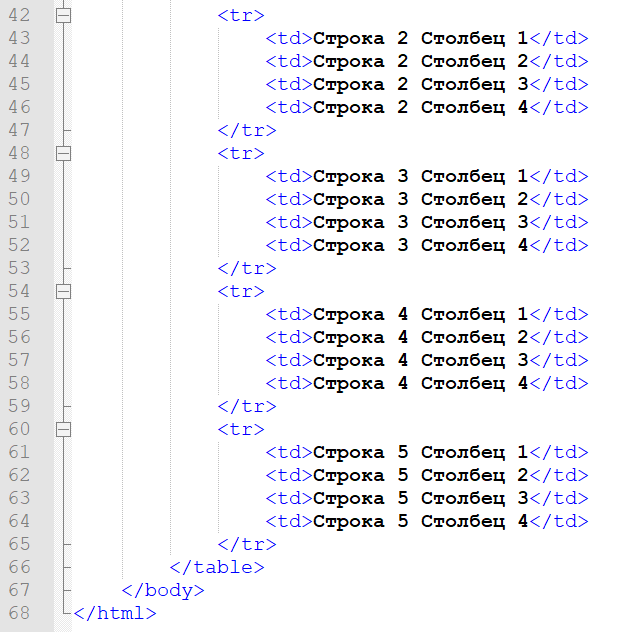 42 <tr>
43 <td>Строка 2 Столбец 1</td>
44 <td>Строка 2 Столбец 2</td>
45 <td>Строка 2 Столбец 3</td>
46 <td>Строка 2 Столбец 4</td>
47 </tr>
48 <tr>
49 <td>Строка 3 Столбец 1</td>
50 <td>Строка 3 Столбец 2</td>
51 <td>Строка 3 Столбец 3</td>
52 <td>Строка 3 Столбец 4</td>
53 </tr>
54 <tr>
55 <td>Строка 4 Столбец 1</td>
56 <td>Строка 4 Столбец 2</td>
57 <td>Строка 4 Столбец 3</td>
58 <td>Строка 4 Столбец 4</td>
59 </tr>
60 <tr>
61 <td>Строка 5 Столбец 1</td>
62 <td>Строка 5 Столбец 2</td>
63 <td>Строка 5 Столбец 3</td>
64 <td>Строка 5 Столбец 4</td>
65 </tr>
66 </table>
67 </body>
68 </html>